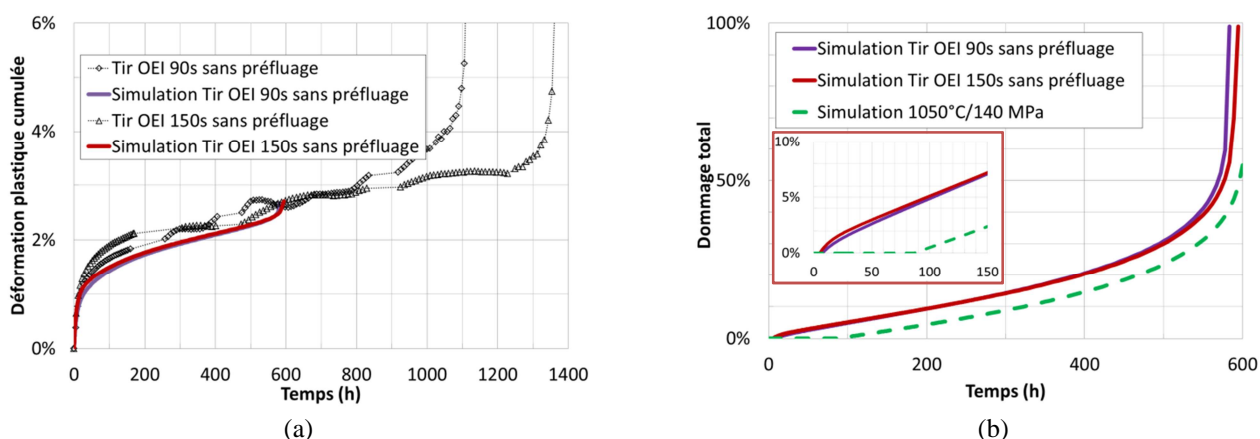 6%
4%
2%
0%
Déformation plastique cumulée
Tir OEI 90s sans préfluage
Simulation Tir OEI 90s sans préfluage
Tir OEI 150s sans préfluage
Simulation Tir OEI 150s sans préfluage
0 200 400 600 800 1000 1200 1400
Temps (h)
(a)
100%
50%
0%
Dommage total
Simulation Tir OEI 90s sans préfluage
Simulation Tir OEI 150s sans préfluage
Simulation 1050°C/140 MPa
10%
5%
0%
0 50 100 150
0 200 400 600
Temps (h)
(b)